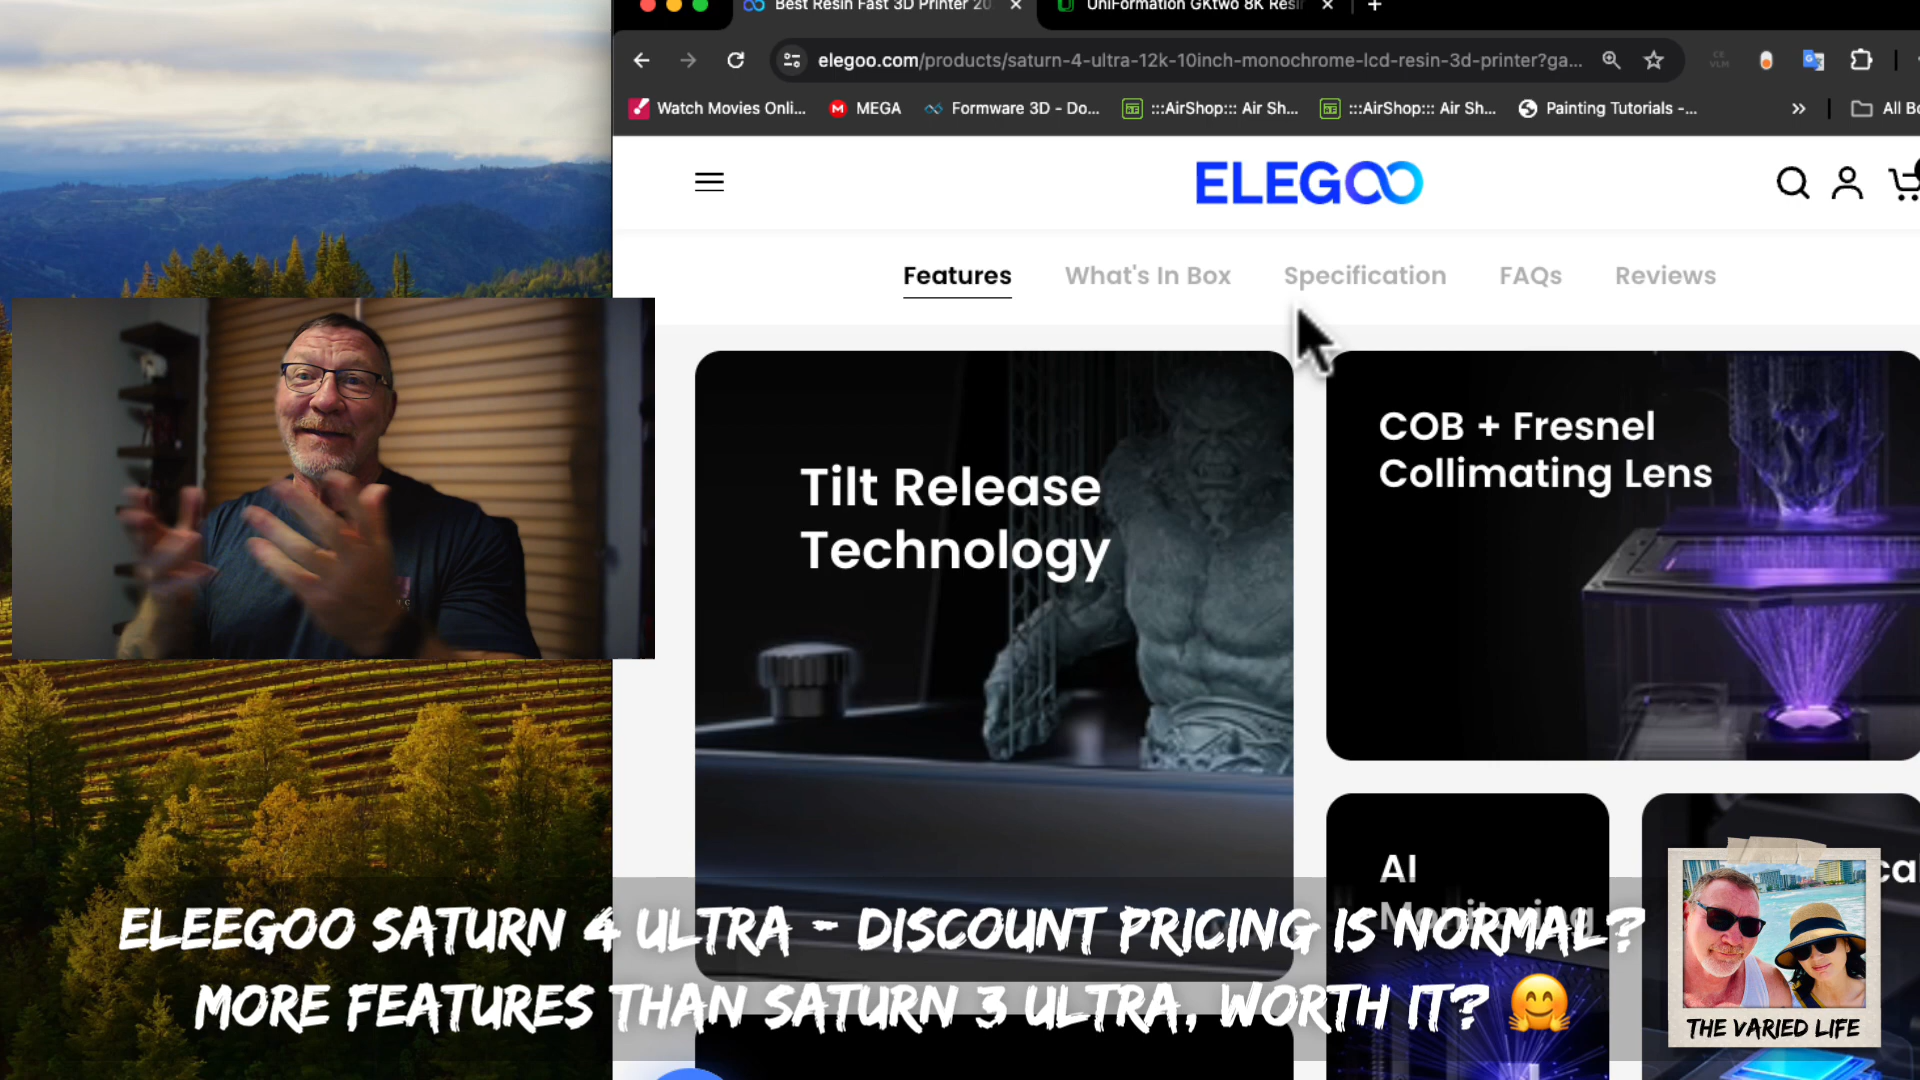 Best Resin Fast 3D Printer 20
UniFormation GKtwo 8K Resin
elegoo.com/products/saturn-4-ultra-12k-10inch-monochrome-lcd-resin-3d-printer?ga...
Watch Movies Onli...
MEGA
Formware 3D - Do...
:::AirShop::: Air Sh...
:::AirShop::: Air Sh...
Painting Tutorials -...
All Bo
ELEGOO
Features
What's In Box
Specification
FAQs
Reviews
Tilt Release
Technology
COB + Fresnel
Collimating Lens
AI
Monitoring
ca
ELEEGOO SATURN 4 ULTRA - DISCOUNT PRICING IS NORMAL?
MORE FEATURES THAN SATURN 3 ULTRA, WORTH IT? 🤗
THE VARIED LIFE